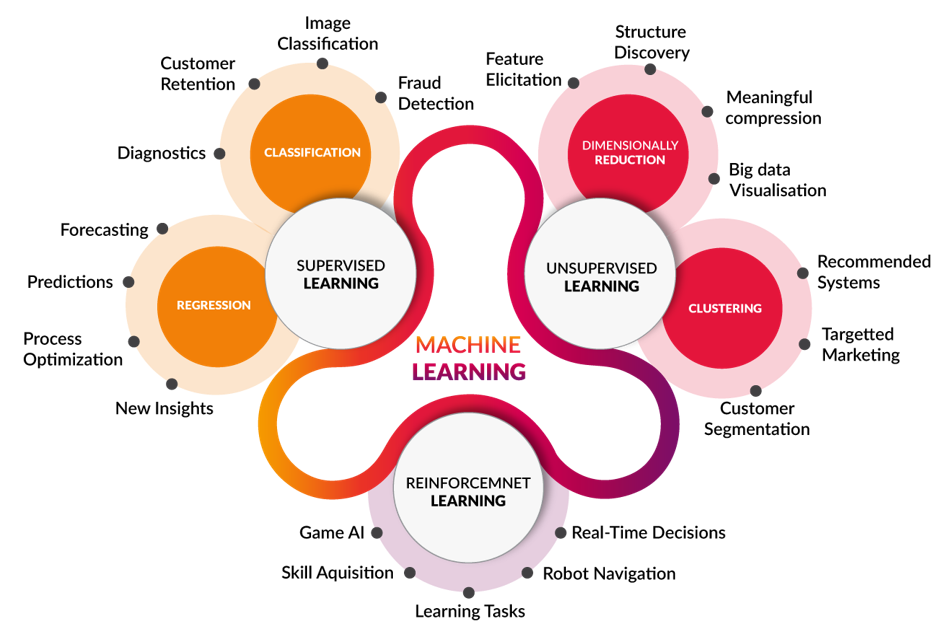 Image
Classification
Customer
Retention
Fraud
Detection
Diagnostics
CLASSIFICATION
Forecasting
Predictions
Process
Optimization
New Insights
REGRESSION
SUPERVISED
LEARNING
Structure
Discovery
Feature
Elicitation
Meaningful
compression
Big data
Visualisation
DIMENSIONALLY
REDUCTION
UNSUPERVISED
LEARNING
CLUSTERING
Recommended
Systems
Targetted
Marketing
Customer
Segmentation
MACHINE
LEARNING
REINFORCEMNET
LEARNING
Game AI
Skill Aquisition
Learning Tasks
Robot Navigation
Real-Time Decisions